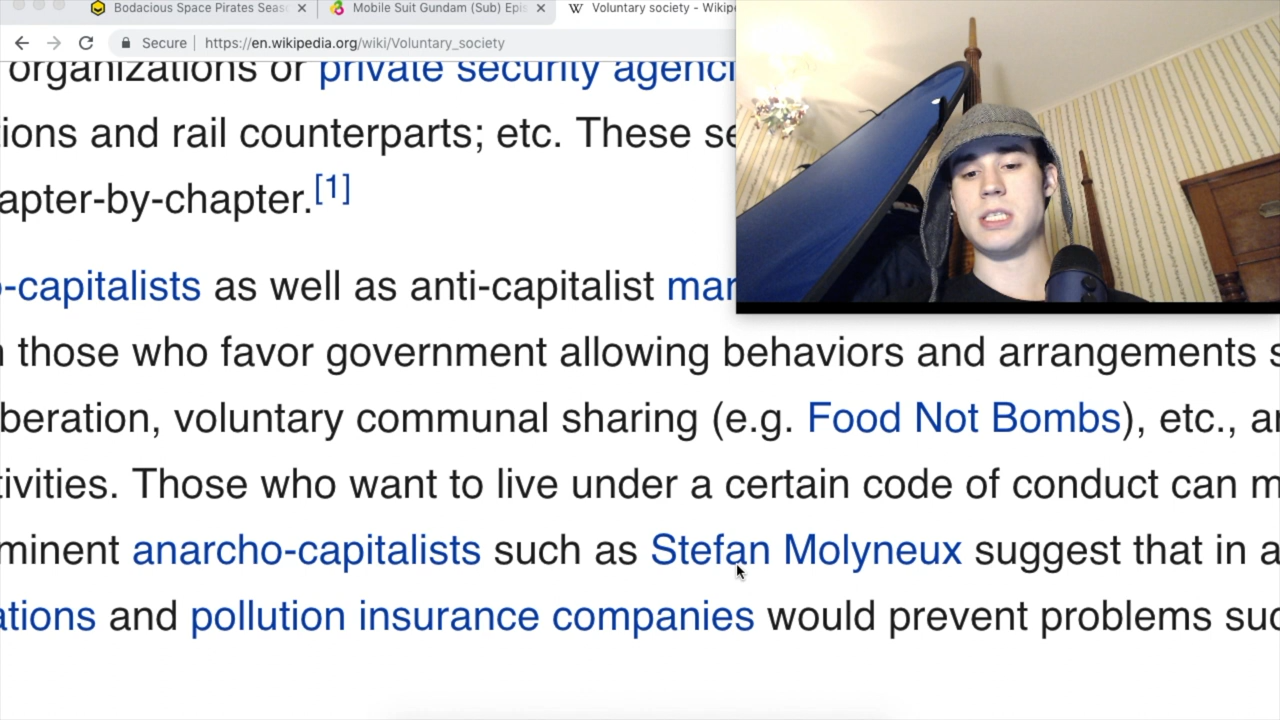 Bodacious Space Pirates Seas
Mobile Suit Gundam (Sub) Epis
Voluntary society - Wikipe
Secure
https://en.wikipedia.org/wiki/Voluntary_society
organizations or private security agenci
tions and rail counterparts; etc. These se
apter-by-chapter.[1]
o-capitalists as well as anti-capitalist mar
n those who favor government allowing behaviors and arrangements s
beration, voluntary communal sharing (e.g. Food Not Bombs), etc., an
tivities. Those who want to live under a certain code of conduct can m
minent anarcho-capitalists such as Stefan Molyneux suggest that in a
ations and pollution insurance companies would prevent problems suc